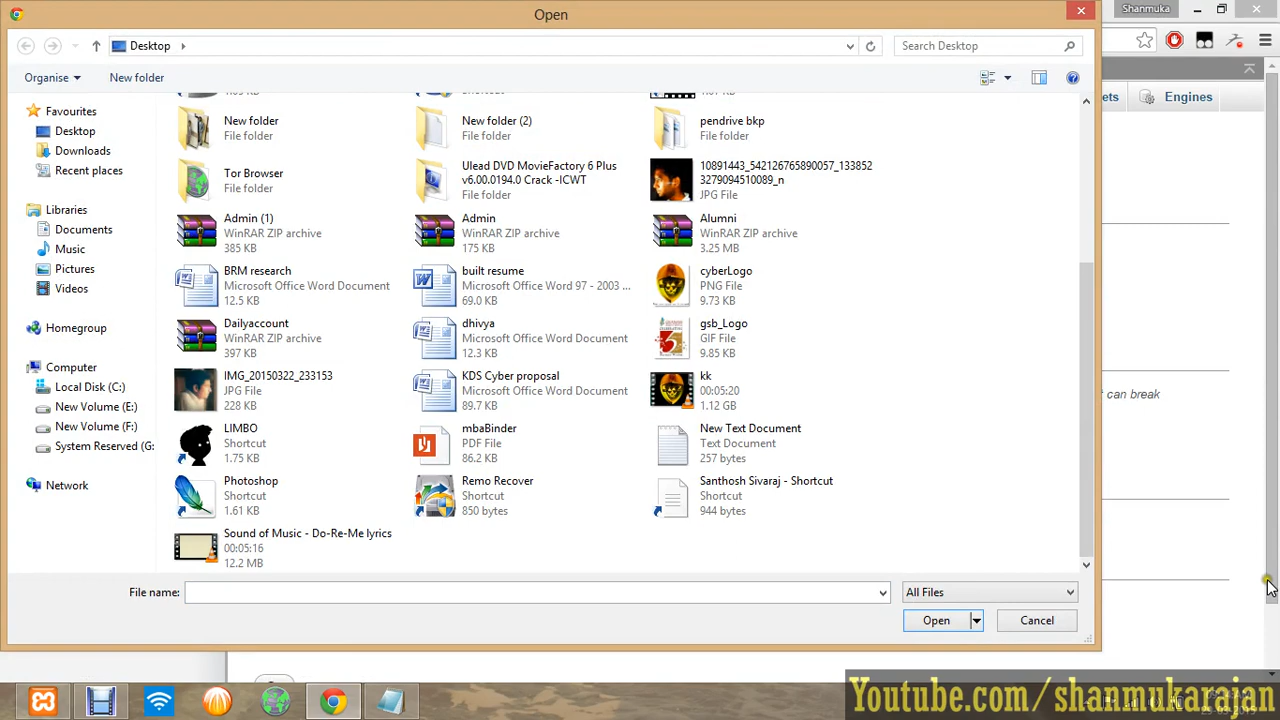 Open
Shanmuka
Desktop
Search Desktop
Organise
New folder
Favourites
Desktop
Downloads
Recent places
Libraries
Documents
Music
Pictures
Videos
Homegroup
Computer
Local Disk (C:)
New Volume (E:)
New Volume (F:)
System Reserved (G:
Network
New folder
File folder
New folder (2)
File folder
pendrive bkp
File folder
Tor Browser
File folder
Ulead DVD MovieFactory 6 Plus
v6.00.0194.0 Crack -ICWT
File folder
10891443_542126765890057_133852
3279094510089_n
JPG File
Admin (1)
WinRAR ZIP archive
385 KB
Admin
WinRAR ZIP archive
175 KB
Alumni
WinRAR ZIP archive
3.25 MB
BRM research
Microsoft Office Word Document
12.5 KB
built resume
Microsoft Office Word 97 - 2003 ...
69.0 KB
cyberLogo
PNG File
9.73 KB
Dailyaccount
WinRAR ZIP archive
397 KB
dhivya
Microsoft Office Word Document
12.3 KB
gsb_Logo
GIF File
9.85 KB
IMG_20150322_233153
JPG File
228 KB
KDS Cyber proposal
Microsoft Office Word Document
89.7 KB
kk
00:05:20
1.12 GB
LIMBO
Shortcut
1.75 KB
mbaBinder
PDF File
86.2 KB
New Text Document
Text Document
257 bytes
Photoshop
Shortcut
1.61 KB
Remo Recover
Shortcut
850 bytes
Santhosh Sivaraj - Shortcut
Shortcut
944 bytes
Sound of Music - Do-Re-Me lyrics
00:05:16
12.2 MB
File name:
All Files
Open
Cancel
ets
Engines
t can break
Youtube.com/shanmukarajan